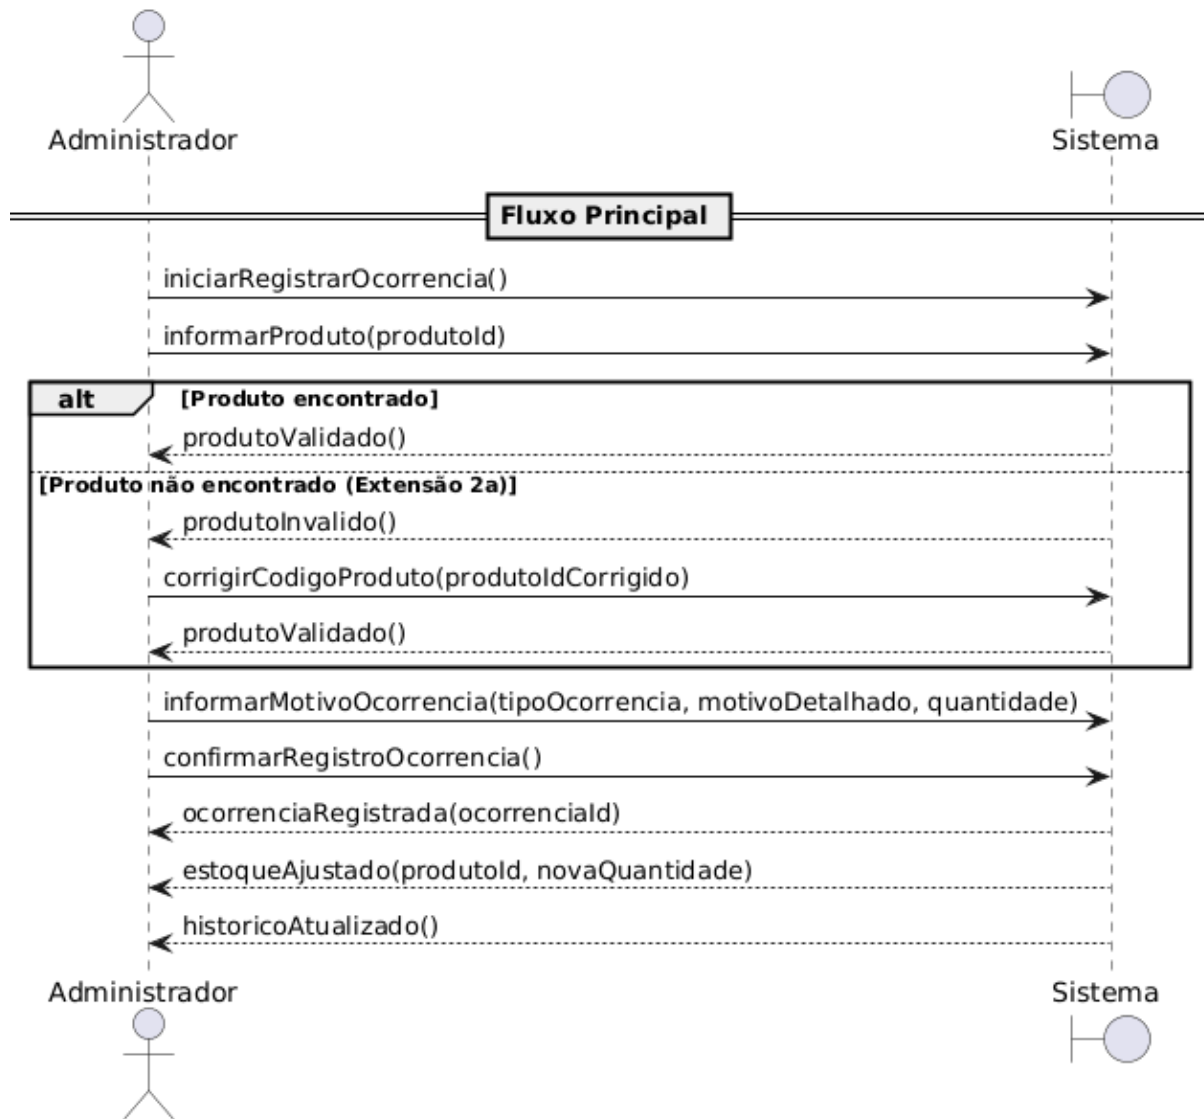 Administrador
Sistema
Fluxo Principal
iniciarRegistrarOcorrencia()
informarProduto(produtoId)
alt [Produto encontrado]
produtoValidado()
[Produto não encontrado (Extensão 2a)]
produtoInvalido()
corrigirCodigoProduto(produtoIdCorrigido)
produtoValidado()
informarMotivoOcorrencia(tipoOcorrencia, motivoDetalhado, quantidade)
confirmarRegistroOcorrencia()
ocorrenciaRegistrada(ocorrenciaId)
estoqueAjustado(produtoId, novaQuantidade)
historicoAtualizado()
Administrador
Sistema